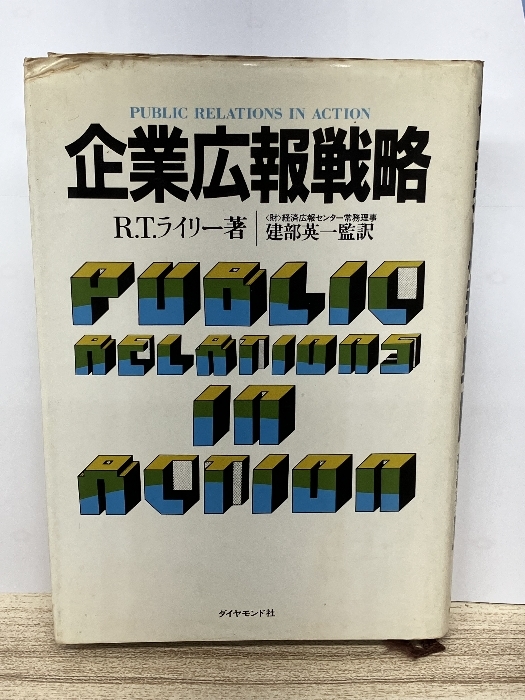 PUBLIC RELATIONS IN ACTION
企業広報戦略
R.T.ライリー著
〈財〉経済広報センター常務理事
建部英一監訳
PUBLIC
RELATIONS
IN
ACTION
ダイヤモンド社